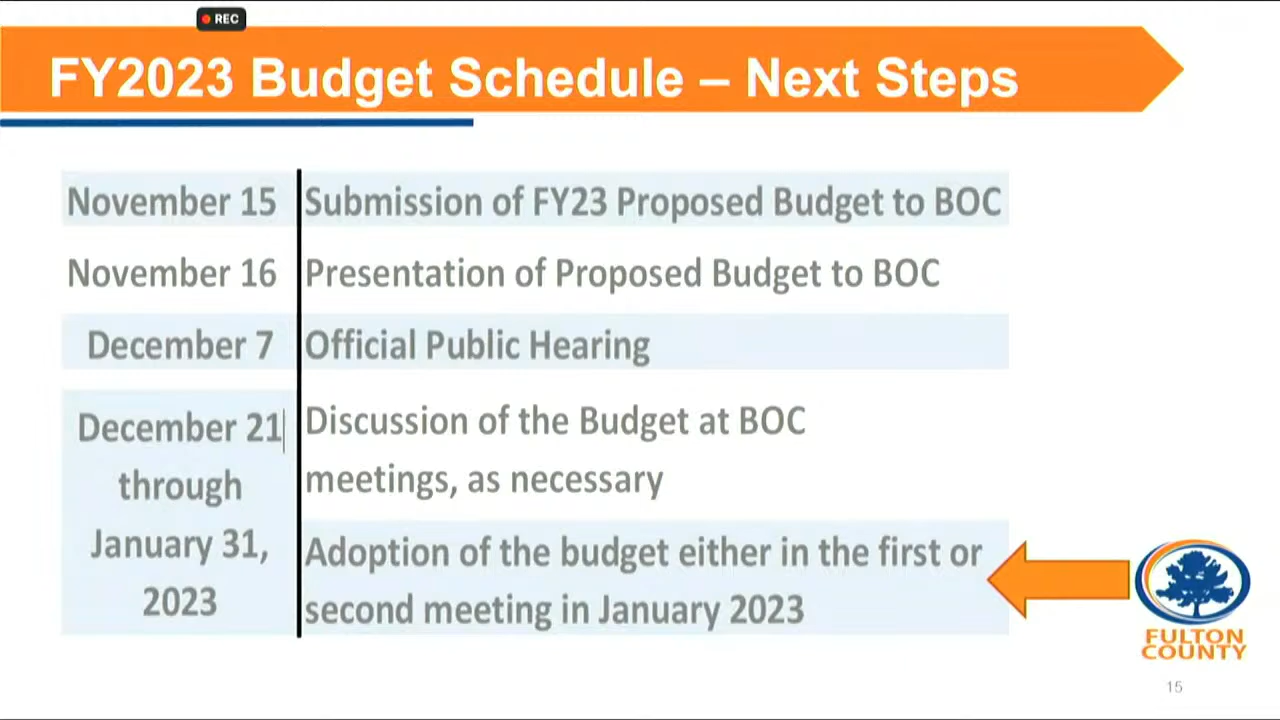 REC
FY2023 Budget Schedule – Next Steps
November 15 Submission of FY23 Proposed Budget to BOC
November 16 Presentation of Proposed Budget to BOC
December 7 Official Public Hearing
December 21
through
January 31,
2023
Discussion of the Budget at BOC
meetings, as necessary
Adoption of the budget either in the first or
second meeting in January 2023
FULTON
COUNTY
15